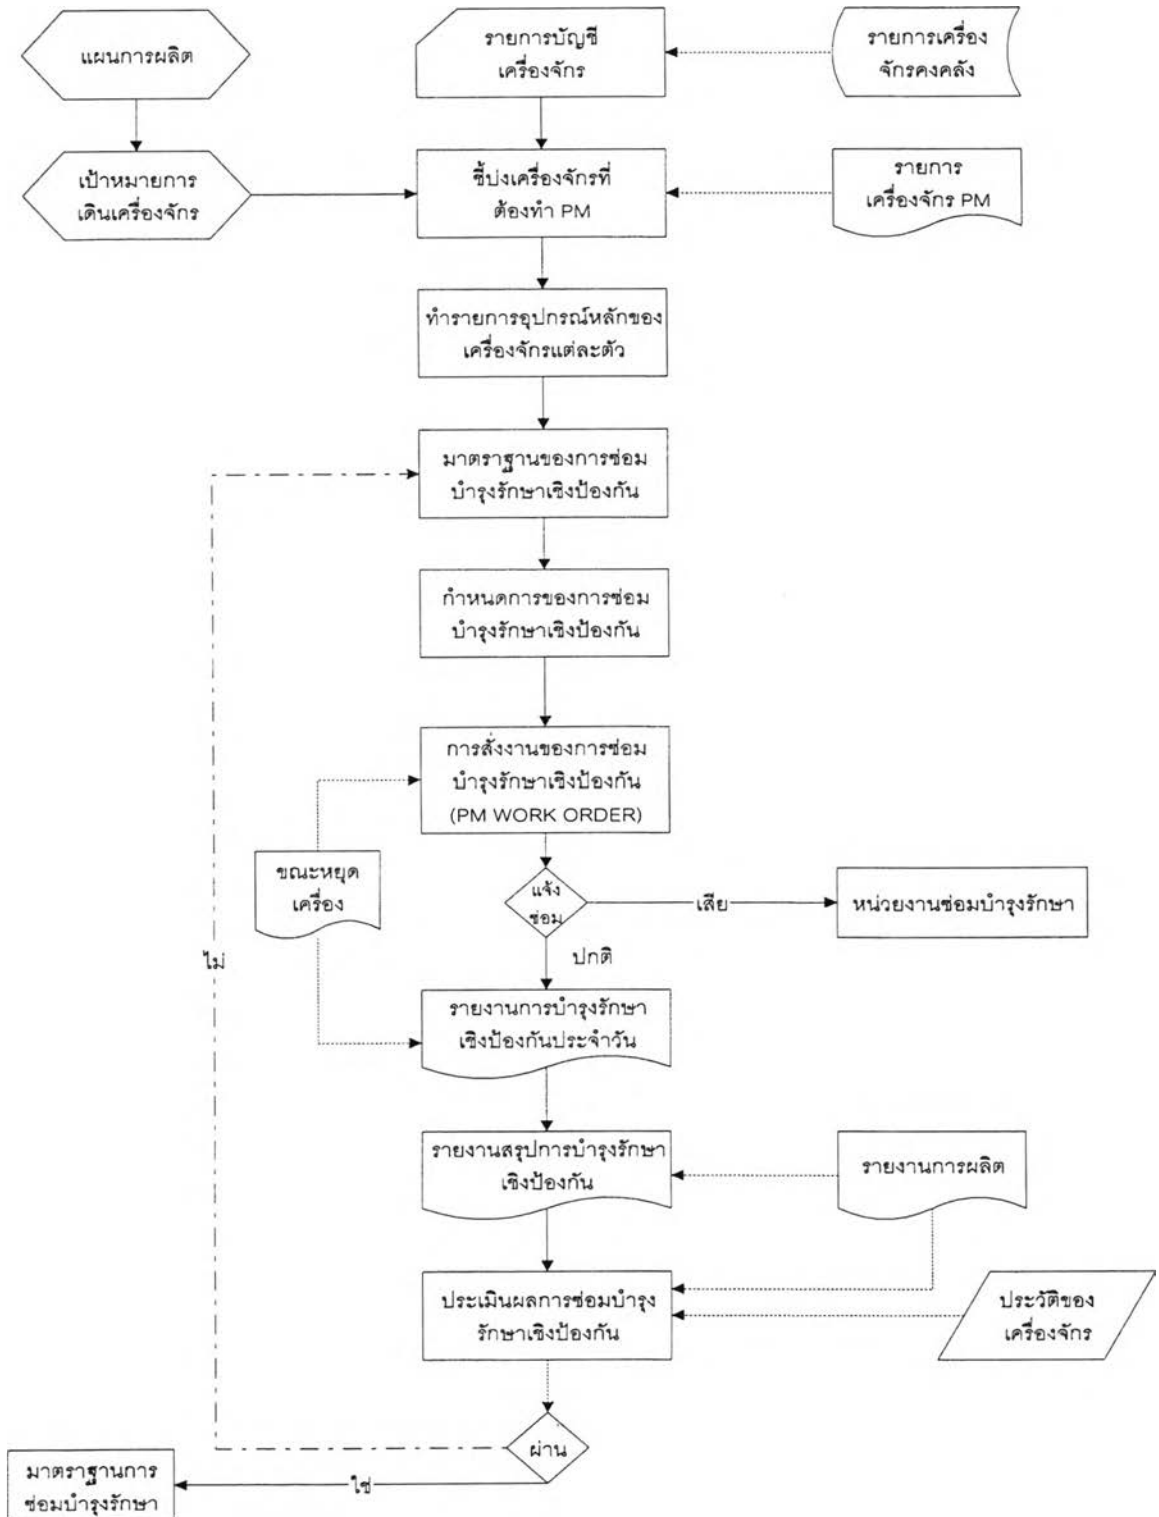 แผนการผลิต
รายการบัญชี
เครื่องจักร
รายการเครื่อง
จักรคงคลัง
เป้าหมายการ
เดินเครื่องจักร
ชี้บ่งเครื่องจักรที่
ต้องทำ PM
รายการ
เครื่องจักร PM
ทำรายการอุปกรณ์หลักของ
เครื่องจักรแต่ละตัว
มาตราฐานของการซ่อม
บำรุงรักษาเชิงป้องกัน
กำหนดการของการซ่อม
บำรุงรักษาเชิงป้องกัน
การสั่งงานของการซ่อม
บำรุงรักษาเชิงป้องกัน
(PM WORK ORDER)
ขณะหยุด
เครื่อง
แจ้ง
ซ่อม
เสีย
หน่วยงานซ่อมบำรุงรักษา
ปกติ
ไม่
รายงานการบำรุงรักษา
เชิงป้องกันประจำวัน
รายงานสรุปการบำรุงรักษา
เชิงป้องกัน
รายงานการผลิต
ประเมินผลการซ่อมบำรุง
รักษาเชิงป้องกัน
ประวัติของ
เครื่องจักร
ผ่าน
ใช่
มาตราฐานการ
ซ่อมบำรุงรักษา